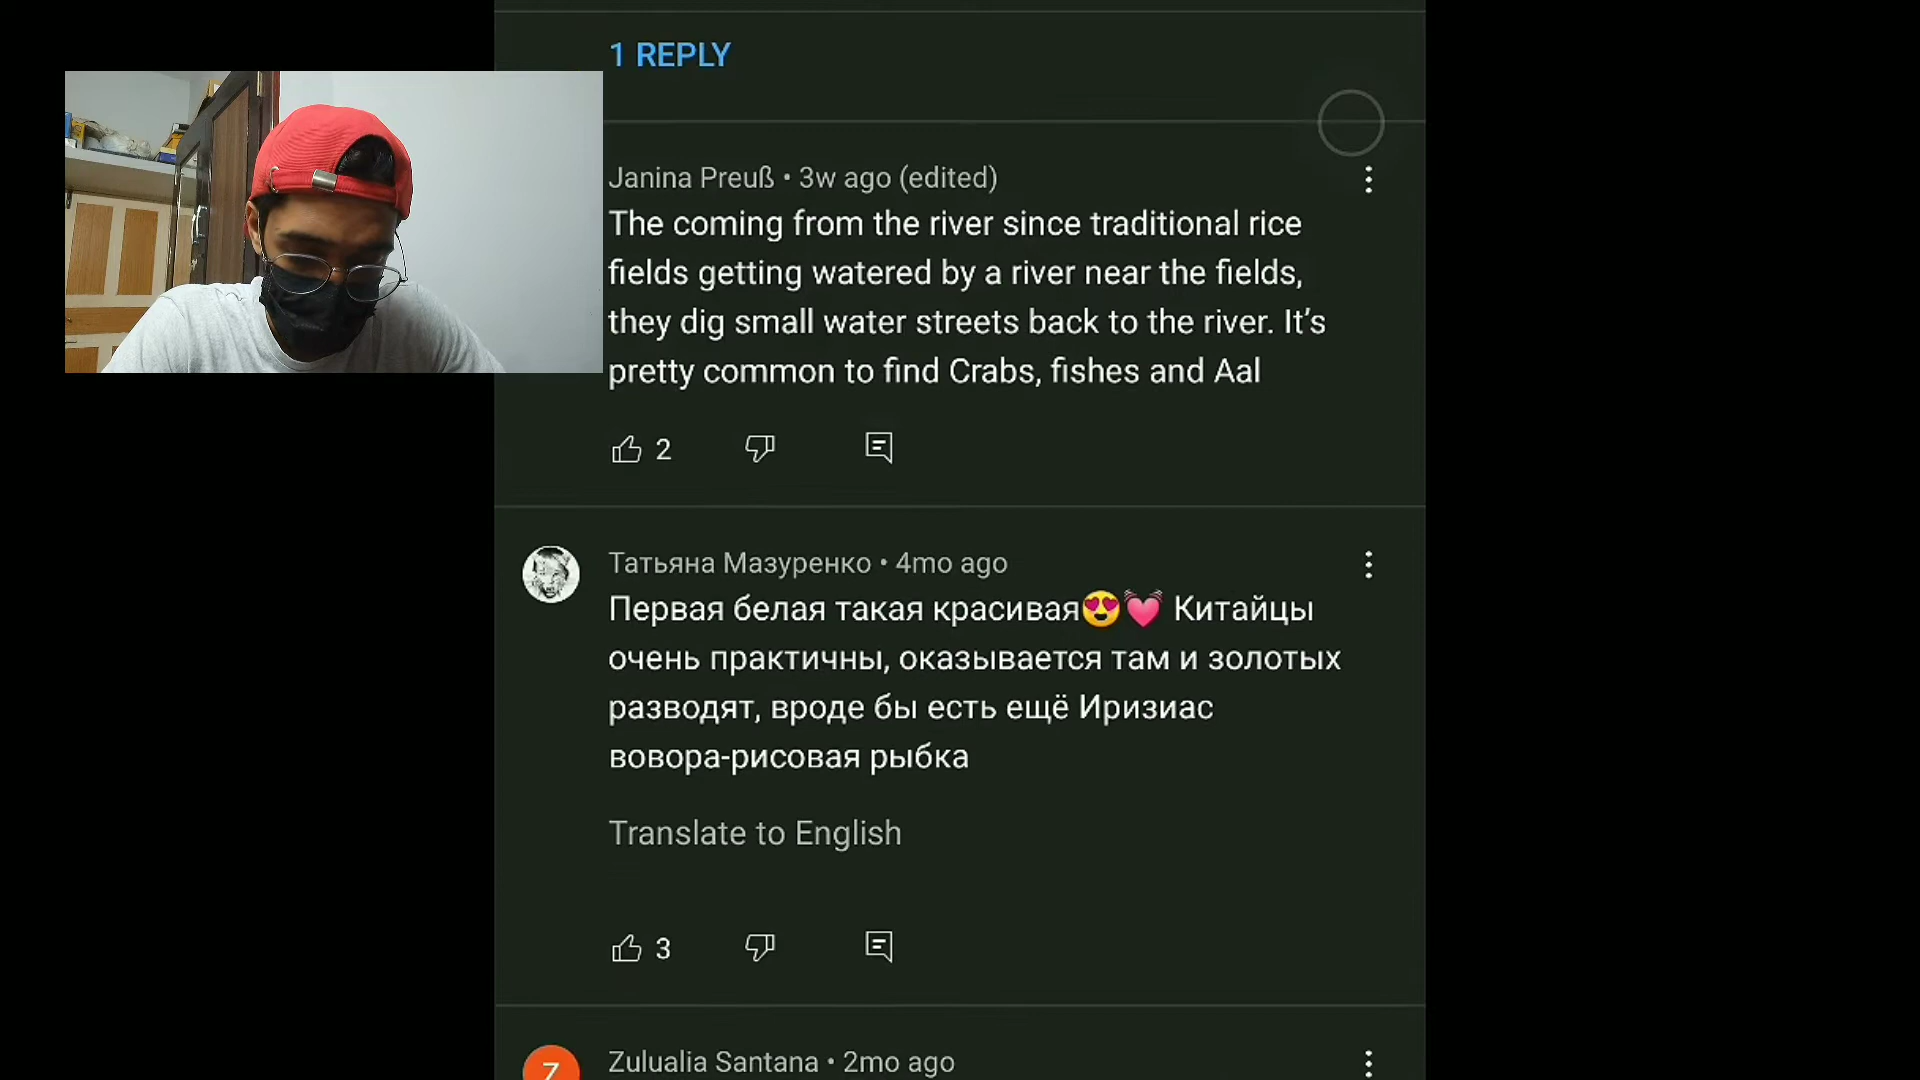 1 REPLY
Janina Preuß • 3w ago (edited)
The coming from the river since traditional rice
fields getting watered by a river near the fields,
they dig small water streets back to the river. It’s
pretty common to find Crabs, fishes and Aal
2
Татьяна Мазуренко • 4mo ago
Первая белая такая красивая😍💓 Китайцы
очень практичны, оказывается там и золотых
разводят, вроде бы есть ещё Иризиас
вовора-рисовая рыбка
Translate to English
3
Z
Zulualia Santana • 2mo ago